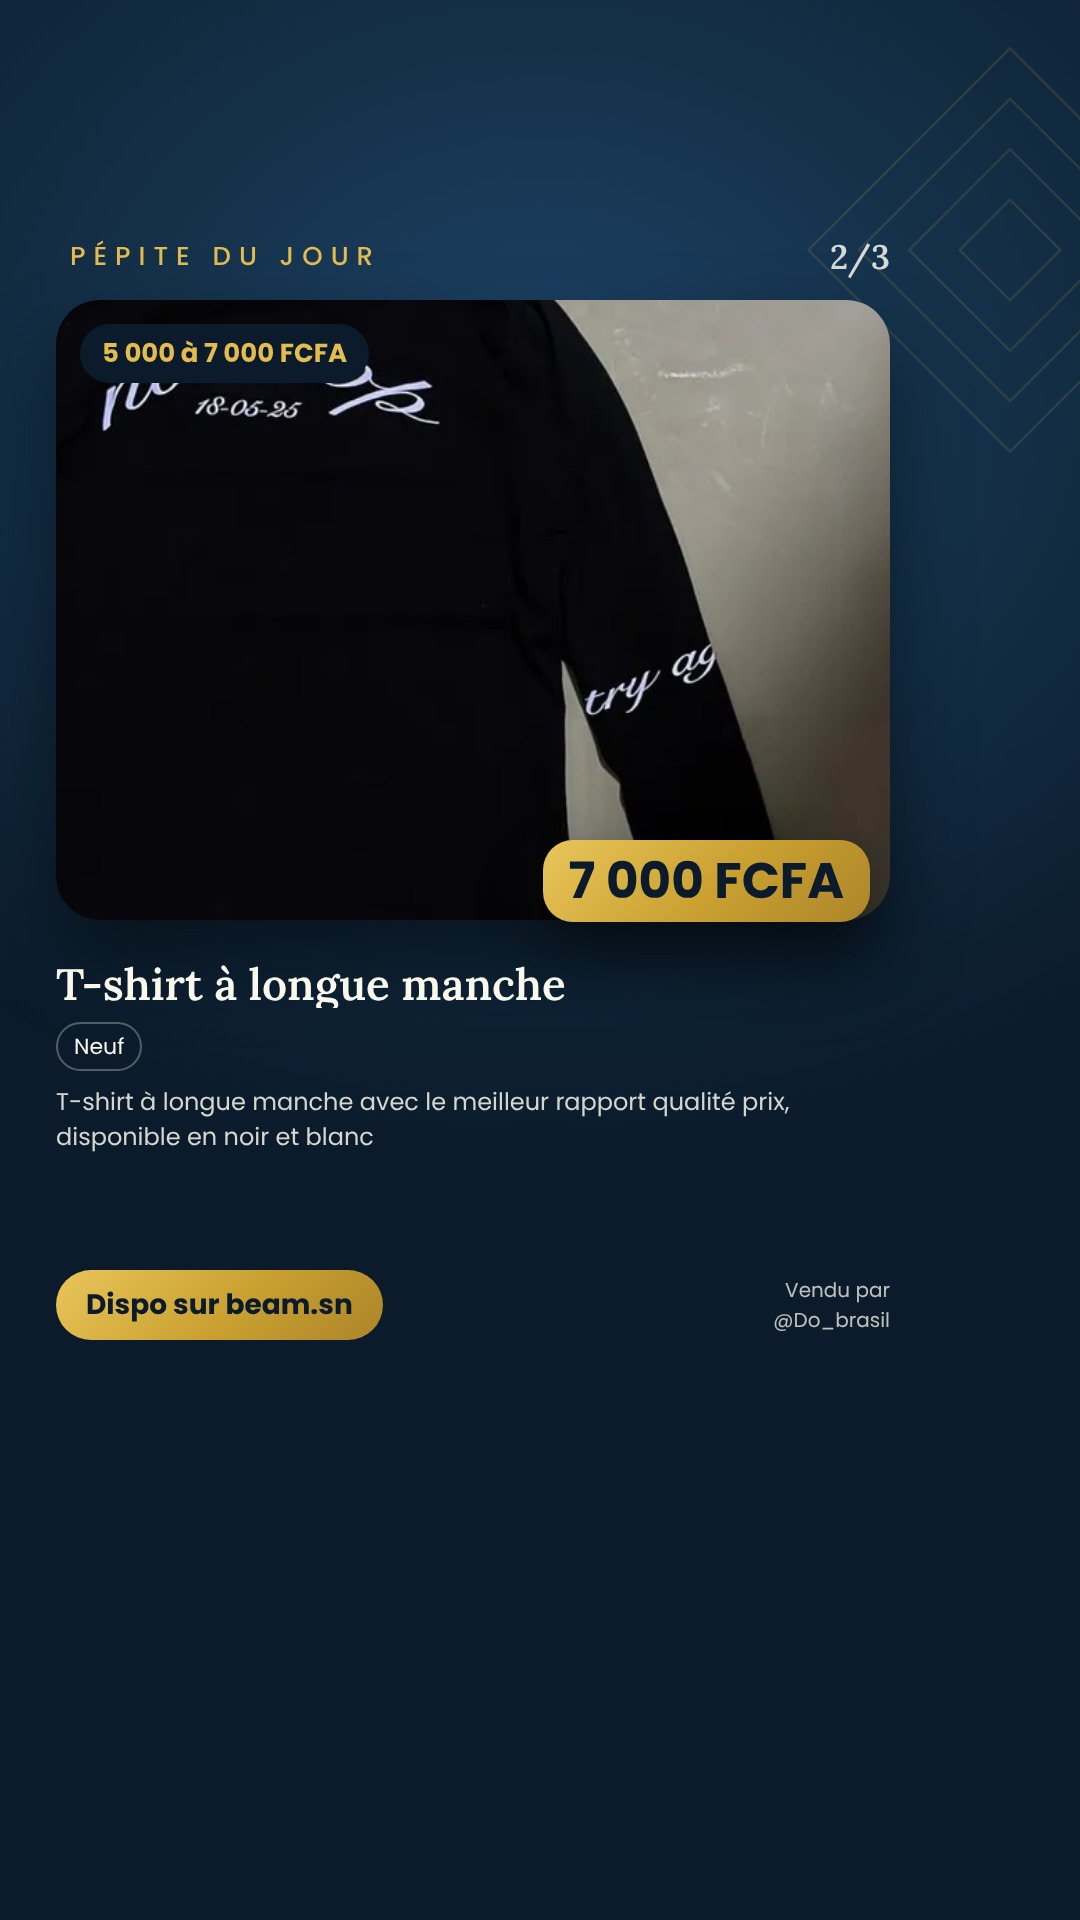 PÉPITE DU JOUR
2/3
5 000 à 7 000 FCFA
18-05-25
try
7 000 FCFA
T-shirt à longue manche
Neuf
T-shirt à longue manche avec le meilleur rapport qualité prix,
disponible en noir et blanc
Dispo sur beam.sn
Vendu par
@Do_brasil